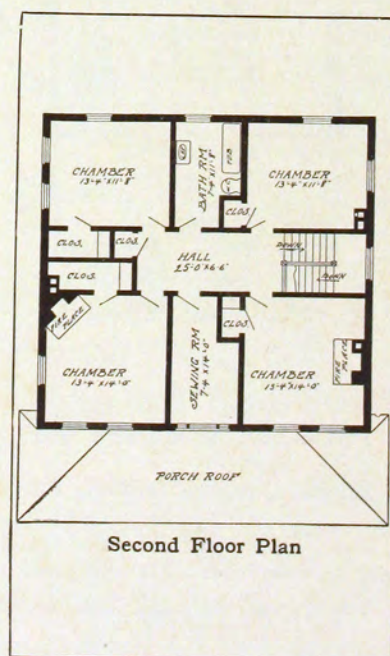 CHAMBER
13'-4" X 11'-8"
BATH RM
7'-4" X 11'-8"
TUB
CHAMBER
13'-4" X 11'-8"
CLOS.
CLOS.
CLOS.
HALL
25'-0" X 6'-6"
DOWN
CLOS.
FIRE
PLACE
CHAMBER
13'-4" X 14'-0"
SEWING RM
7'-4 X 14'-0"
CLOS.
CHAMBER
13'-4" X 14'-0"
FIRE
PLACE
PORCH ROOF
Second Floor Plan